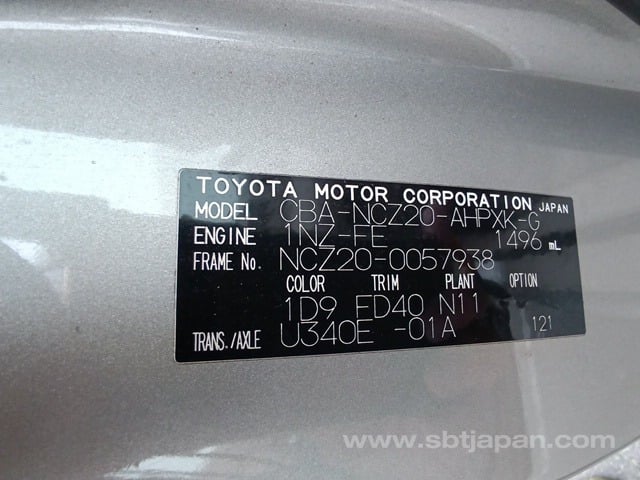 TOYOTA MOTOR CORPORATION JAPAN
MODEL CBA-NCZ20-AHPXK-G
ENGINE 1NZ-FE 1496 mL
FRAME No. NCZ20-0057938
COLOR TRIM PLANT OPTION
1D9 FD40 N11
TRANS./AXLE U340E -01A 121
www.sbtjapan.com